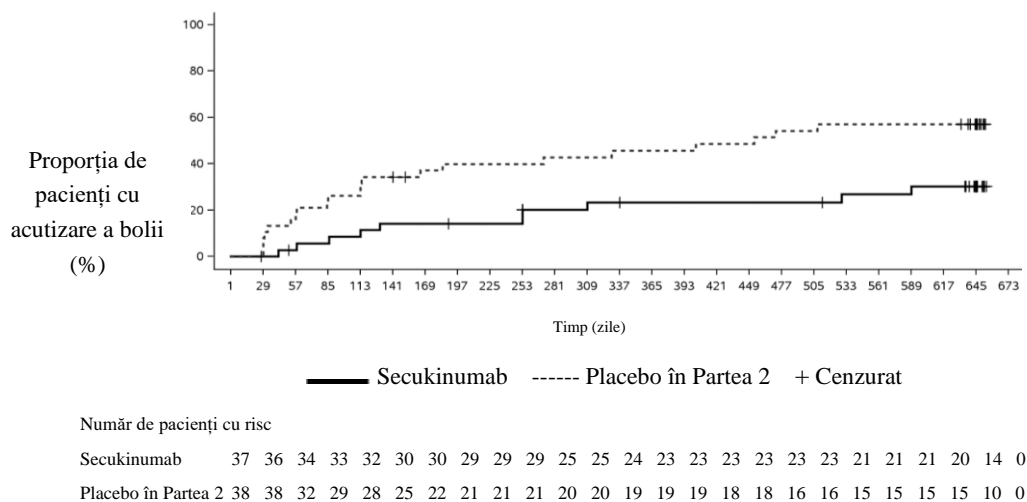 100
80
60
40
20
0
Proporția de
pacienți cu
acutizare a bolii
(%)
1 29 57 85 113 141 169 197 225 253 281 309 337 365 393 421 449 477 505 533 561 589 617 645 673
Timp (zile)
Secukinumab Placebo în Partea 2 + Cenzurat
Număr de pacienți cu risc
Secukinumab 37 36 34 33 32 30 30 29 29 29 25 25 24 23 23 23 23 23 23 21 21 21 20 14 0
Placebo în Partea 2 38 38 32 29 28 25 22 21 21 21 20 20 19 19 19 18 18 16 16 15 15 15 15 10 0